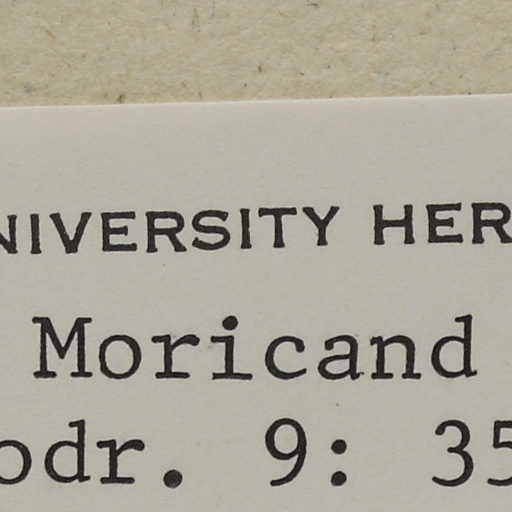 NIVERSITY HER
Moricand
odr. 9: 35